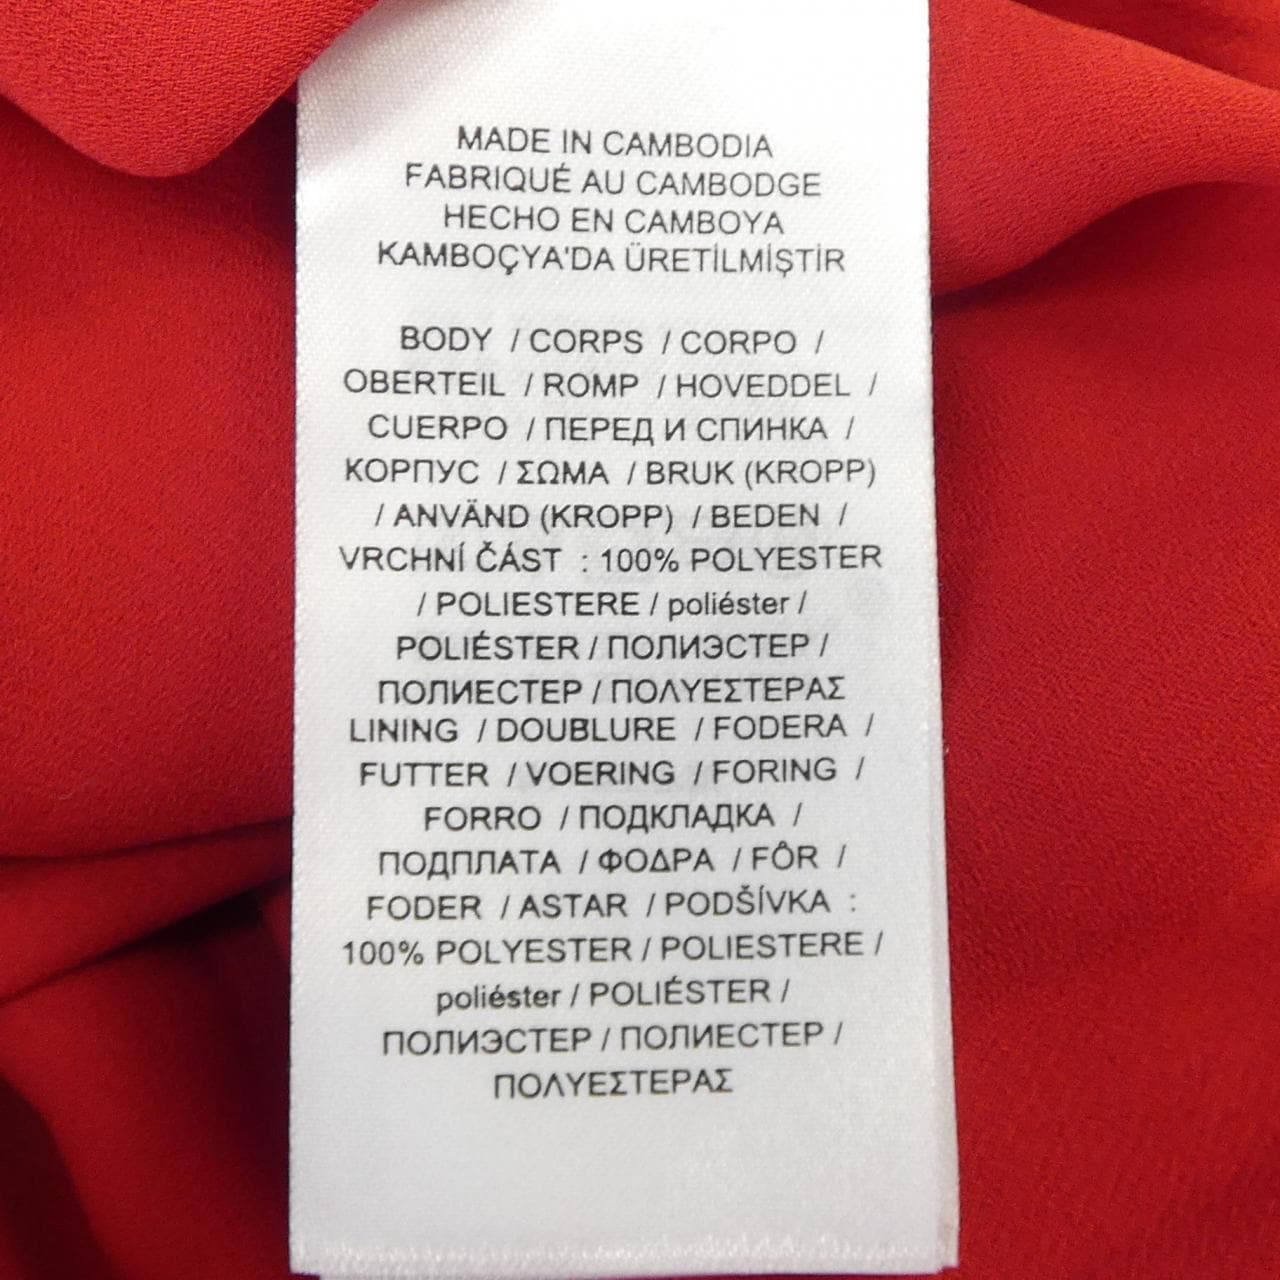 MADE IN CAMBODIA
FABRIQUÉ AU CAMBODGE
HECHO EN CAMBOYA
KAMBOÇYA'DA ÜRETİLMİŞTİR
BODY / CORPS / CORPO /
OBERTEIL / ROMP / HOVEDDEL /
CUERPO / ПЕРЕД И СПИНКА /
КОРПУС / ΣΩΜΑ / BRUK (KROPP)
/ ANVÄND (KROPP) / BEDEN /
VRCHNÍ ČÁST : 100% POLYESTER
/ POLIESTERE / poliéster /
POLIÉSTER / ПОЛИЭСТЕР /
ПОЛИЕСТЕР / ΠΟΛΥΕΣΤΕΡΑΣ
LINING / DOUBLURE / FODERA /
FUTTER / VOERING / FORING /
FORRO / ПОДКЛАДКА /
ПОДПЛАТА / ΦΟΔΡΑ / FÔR /
FODER / ASTAR / PODŠÍVKA :
100% POLYESTER / POLIESTERE /
poliéster / POLIÉSTER /
ПОЛИЭСТЕР / ПОЛИЕСТЕР /
ΠΟΛΥΕΣΤΕΡΑΣ